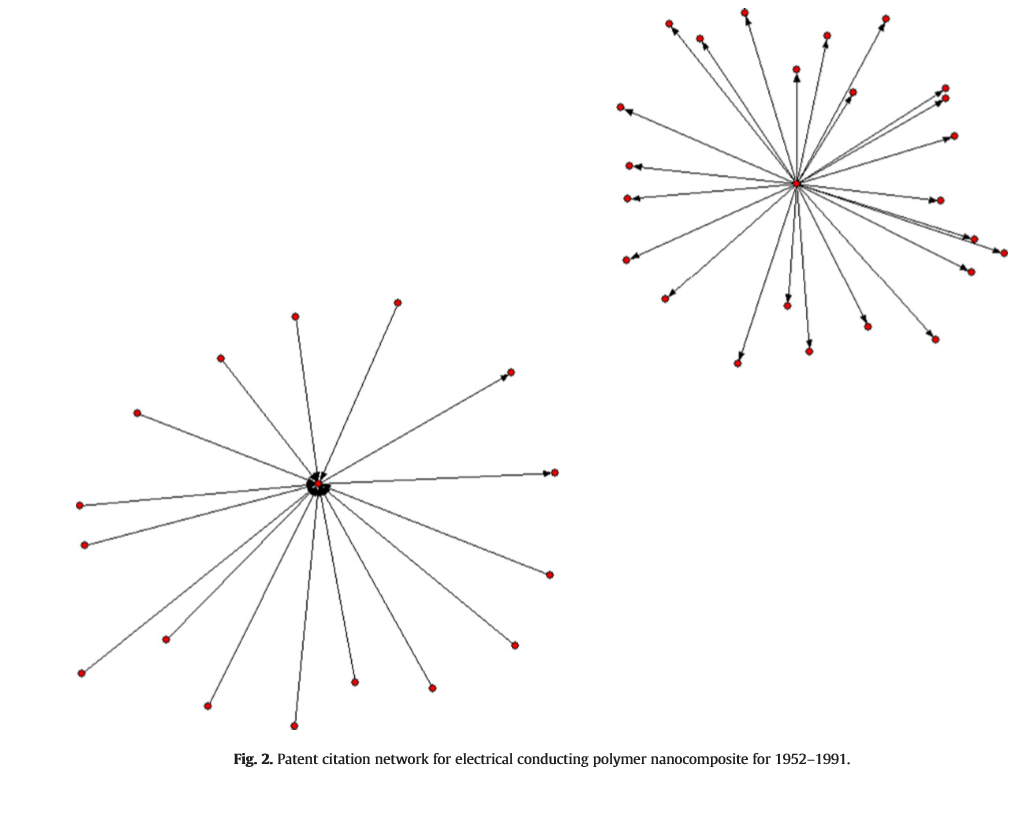 Fig. 2. Patent citation network for electrical conducting polymer nanocomposite for 1952–1991.